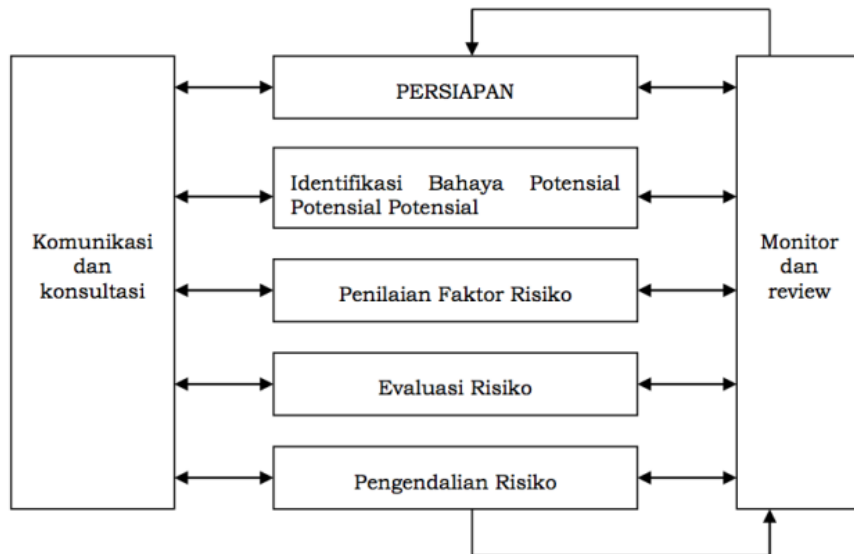 PERSIAPAN
Identifikasi Bahaya Potensial
Potensial Potensial
Komunikasi
dan
konsultasi
Penilaian Faktor Risiko
Monitor
dan
review
Evaluasi Risiko
Pengendalian Risiko